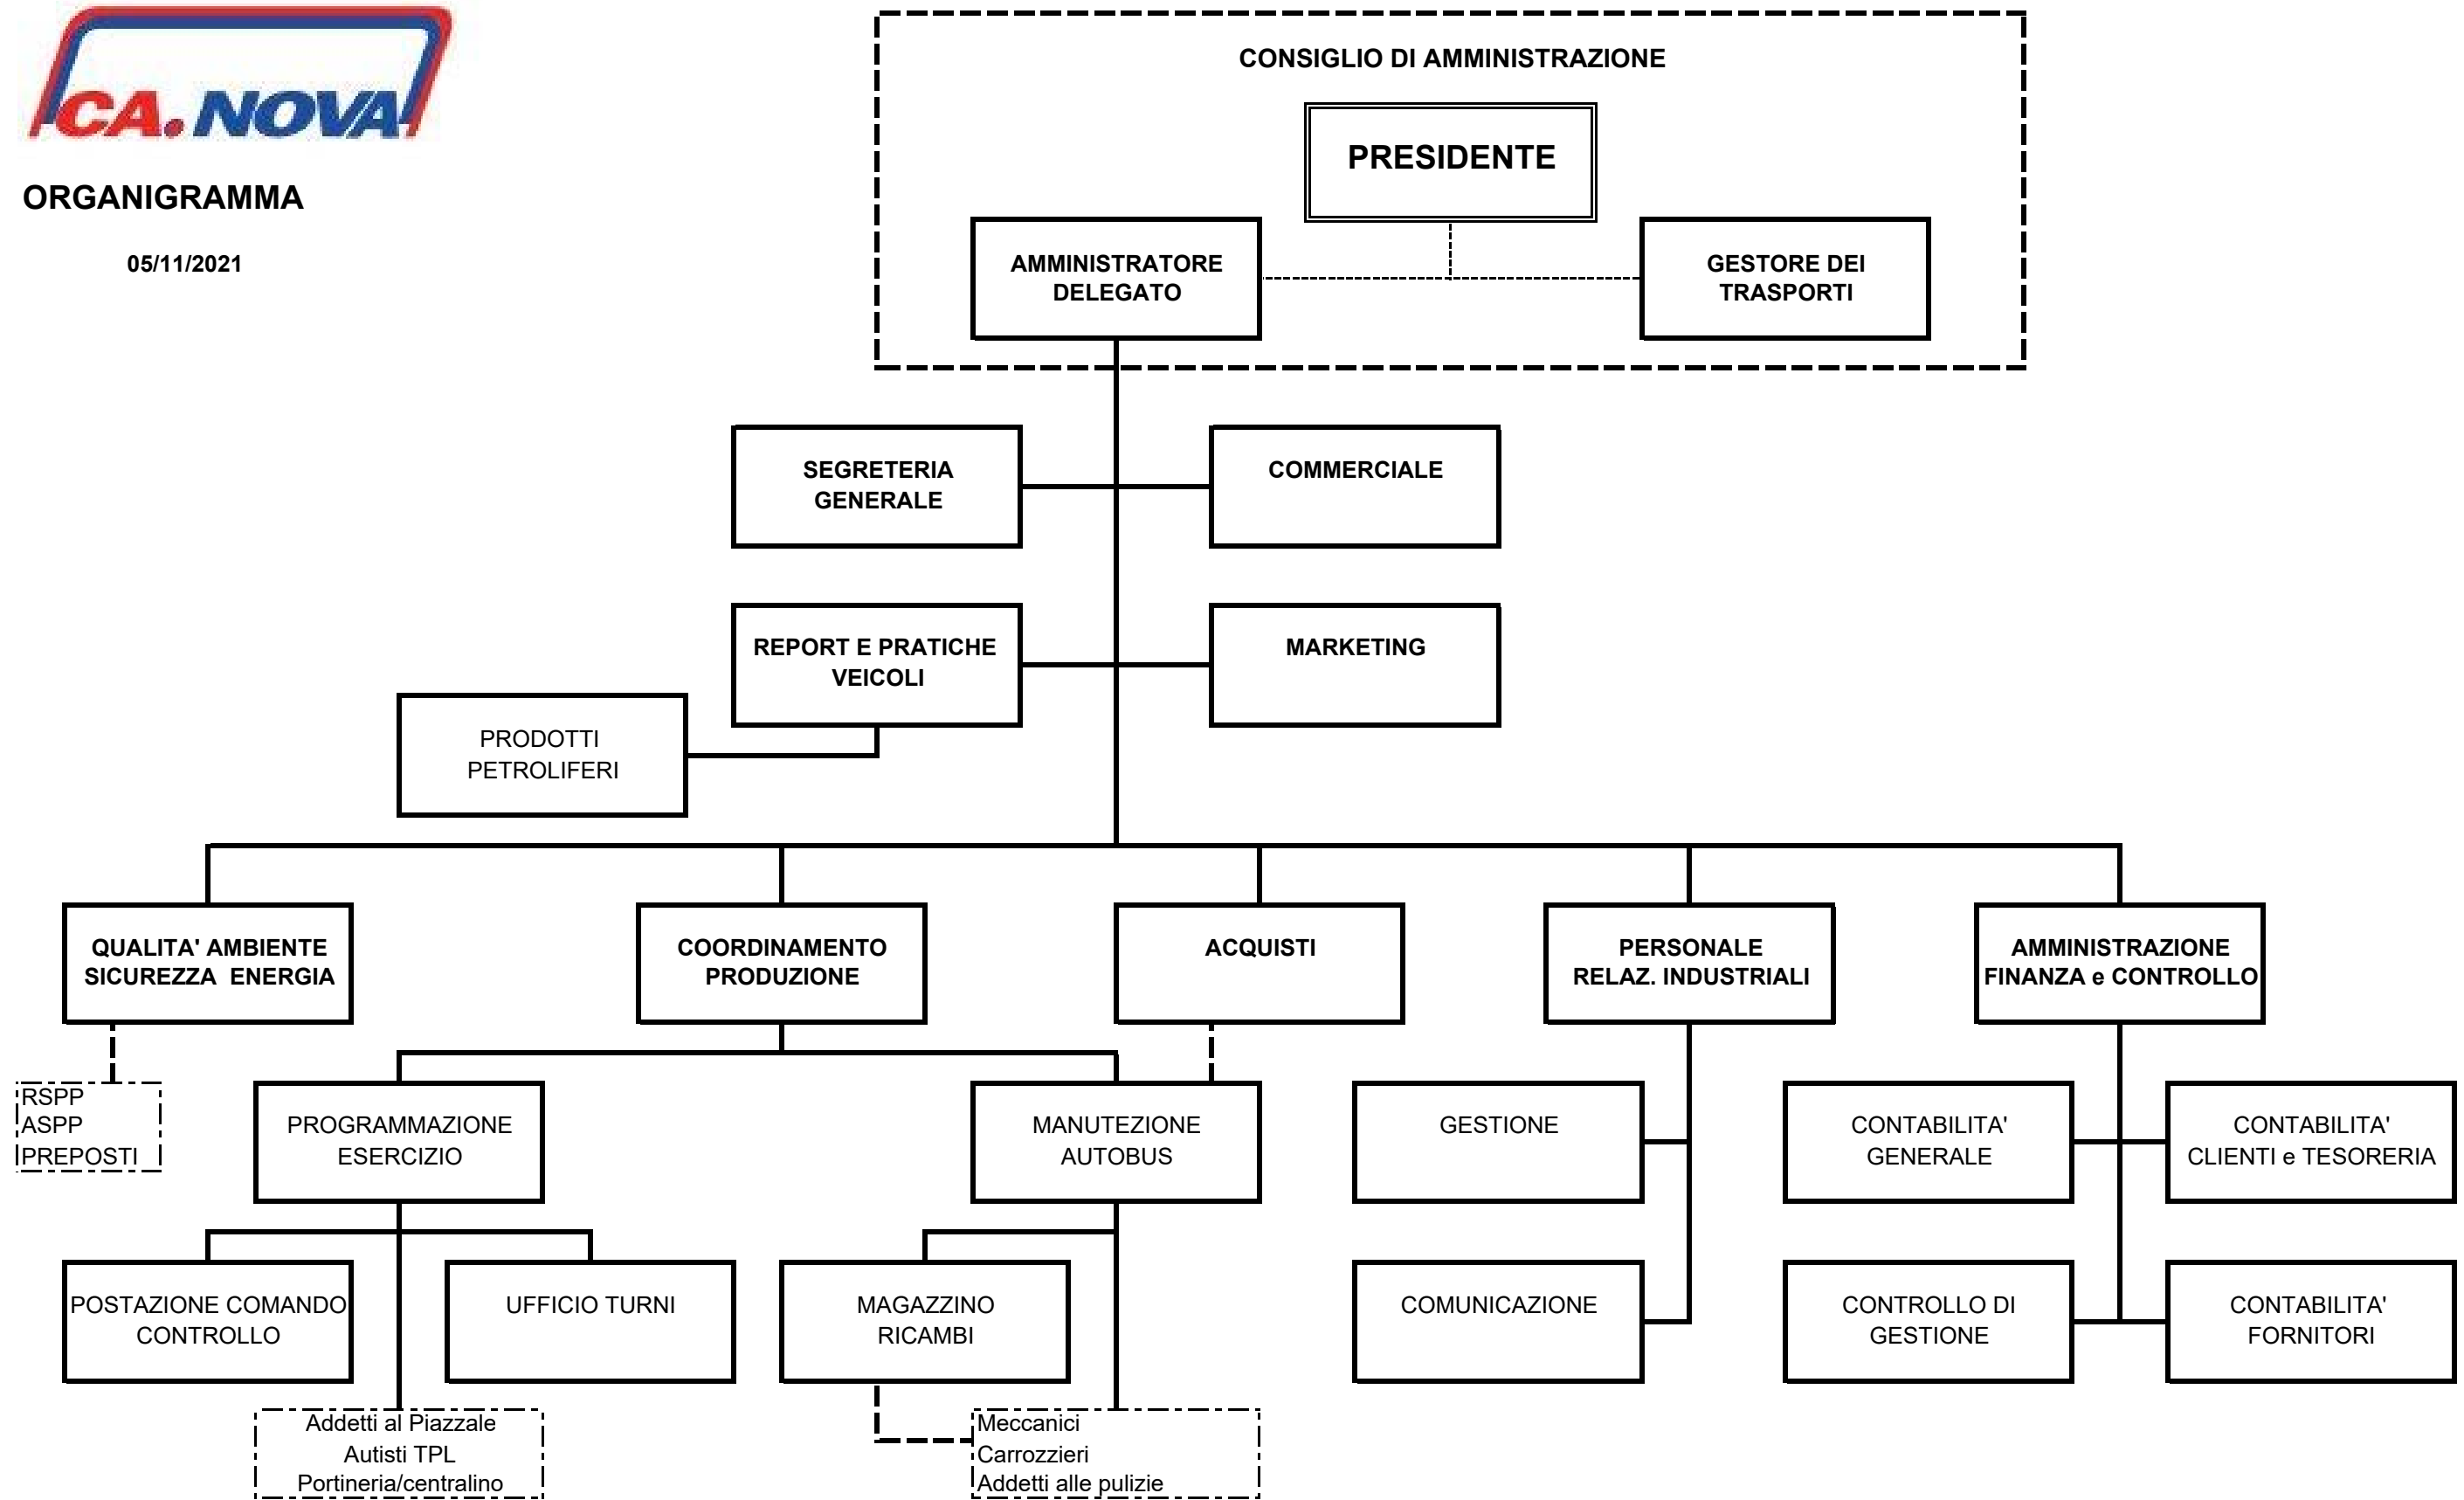 CA.NOVA
ORGANIGRAMMA
05/11/2021
CONSIGLIO DI AMMINISTRAZIONE
PRESIDENTE
AMMINISTRATORE
DELEGATO
GESTORE DEI
TRASPORTI
SEGRETERIA
GENERALE
COMMERCIALE
REPORT E PRATICHE
VEICOLI
MARKETING
PRODOTTI
PETROLIFERI
QUALITA' AMBIENTE
SICUREZZA  ENERGIA
COORDINAMENTO
PRODUZIONE
ACQUISTI
PERSONALE
RELAZ. INDUSTRIALI
AMMINISTRAZIONE
FINANZA e CONTROLLO
RSPP
ASPP
PREPOSTI
PROGRAMMAZIONE
ESERCIZIO
MANUTEZIONE
AUTOBUS
GESTIONE
CONTABILITA'
GENERALE
CONTABILITA'
CLIENTI e TESORERIA
POSTAZIONE COMANDO
CONTROLLO
UFFICIO TURNI
MAGAZZINO
RICAMBI
COMUNICAZIONE
CONTROLLO DI
GESTIONE
CONTABILITA'
FORNITORI
Addetti al Piazzale
Autisti TPL
Portineria/centralino
Meccanici
Carrozzieri
Addetti alle pulizie